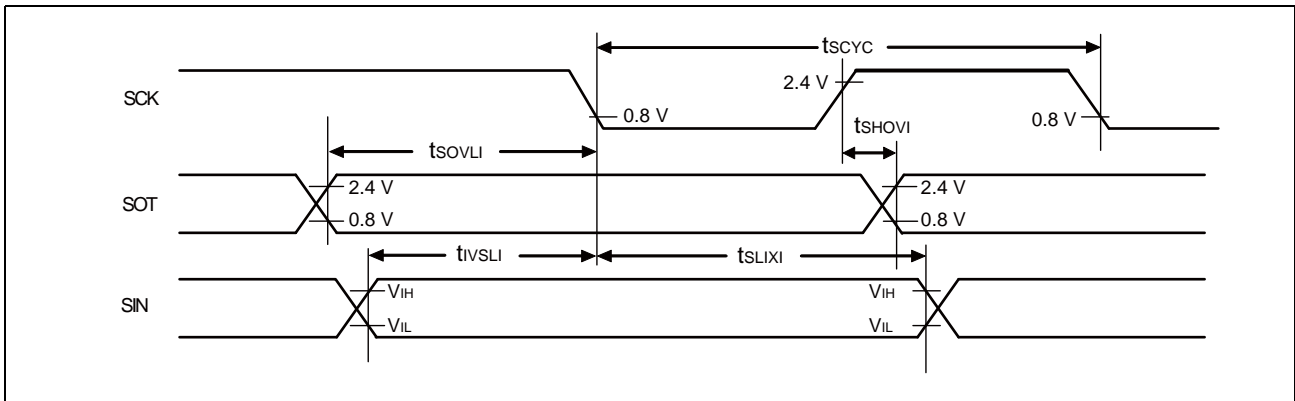 tSCYC
SCK
2.4 V
0.8 V
0.8 V
tSHOVI
tSOVLI
SOT
2.4 V
2.4 V
0.8 V
0.8 V
tIVSLI
tSLIXI
SIN
VIH
VIH
VIL
VIL